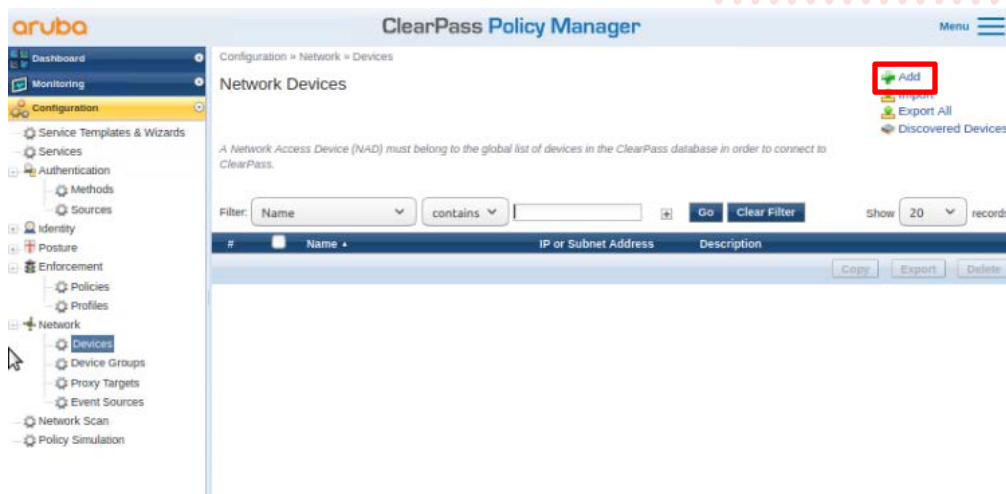 aruba
ClearPass Policy Manager
Menu
Dashboard
Monitoring
Configuration
Service Templates & Wizards
Services
Authentication
Methods
Sources
Identity
Posture
Enforcement
Policies
Profiles
Network
Devices
Device Groups
Proxy Targets
Event Sources
Network Scan
Policy Simulation
Configuration » Network » Devices
Network Devices
Add
Import
Export All
Discovered Devices
A Network Access Device (NAD) must belong to the global list of devices in the ClearPass database in order to connect to
ClearPass.
Filter: Name contains Go Clear Filter Show 20 records
# Name IP or Subnet Address Description
Copy Export Delete